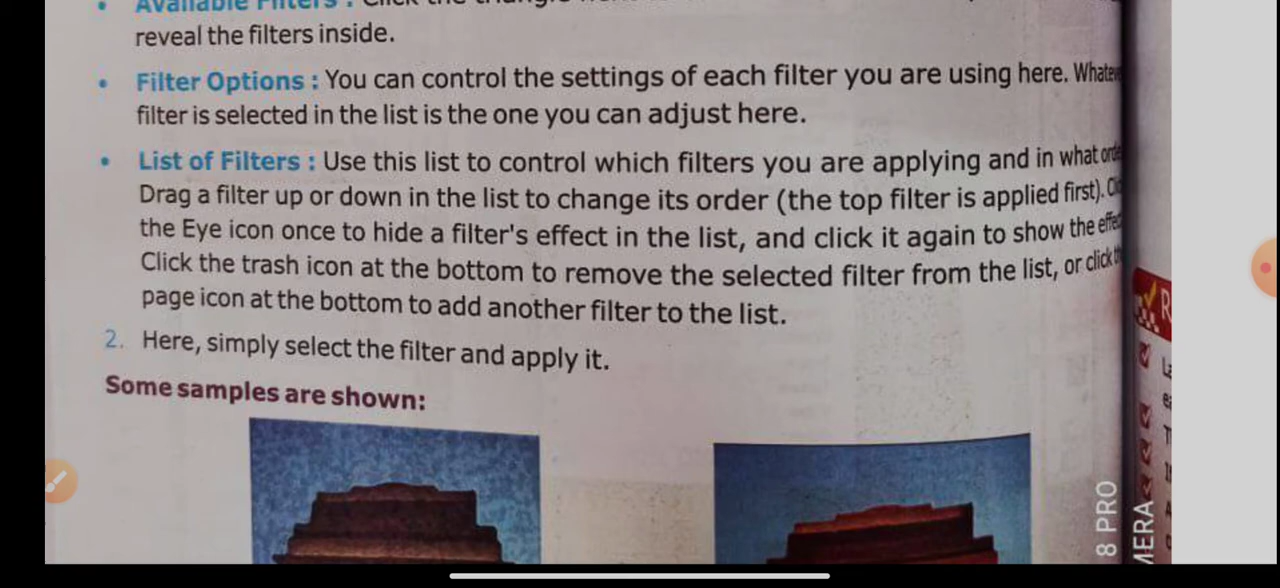 • Available Filters : Click the triangle
reveal the filters inside.
• Filter Options : You can control the settings of each filter you are using here.
filter is selected in the list is the one you can adjust here.
• List of Filters : Use this list to control which filters you are applying and in what
Drag a filter up or down in the list to change its order (the top filter is applied first).
the Eye icon once to hide a filter's effect in the list, and click it again to show the
Click the trash icon at the bottom to remove the selected filter from the list, or click
page icon at the bottom to add another filter to the list.
2. Here, simply select the filter and apply it.
Some samples are shown:
8 PRO
MERA
R